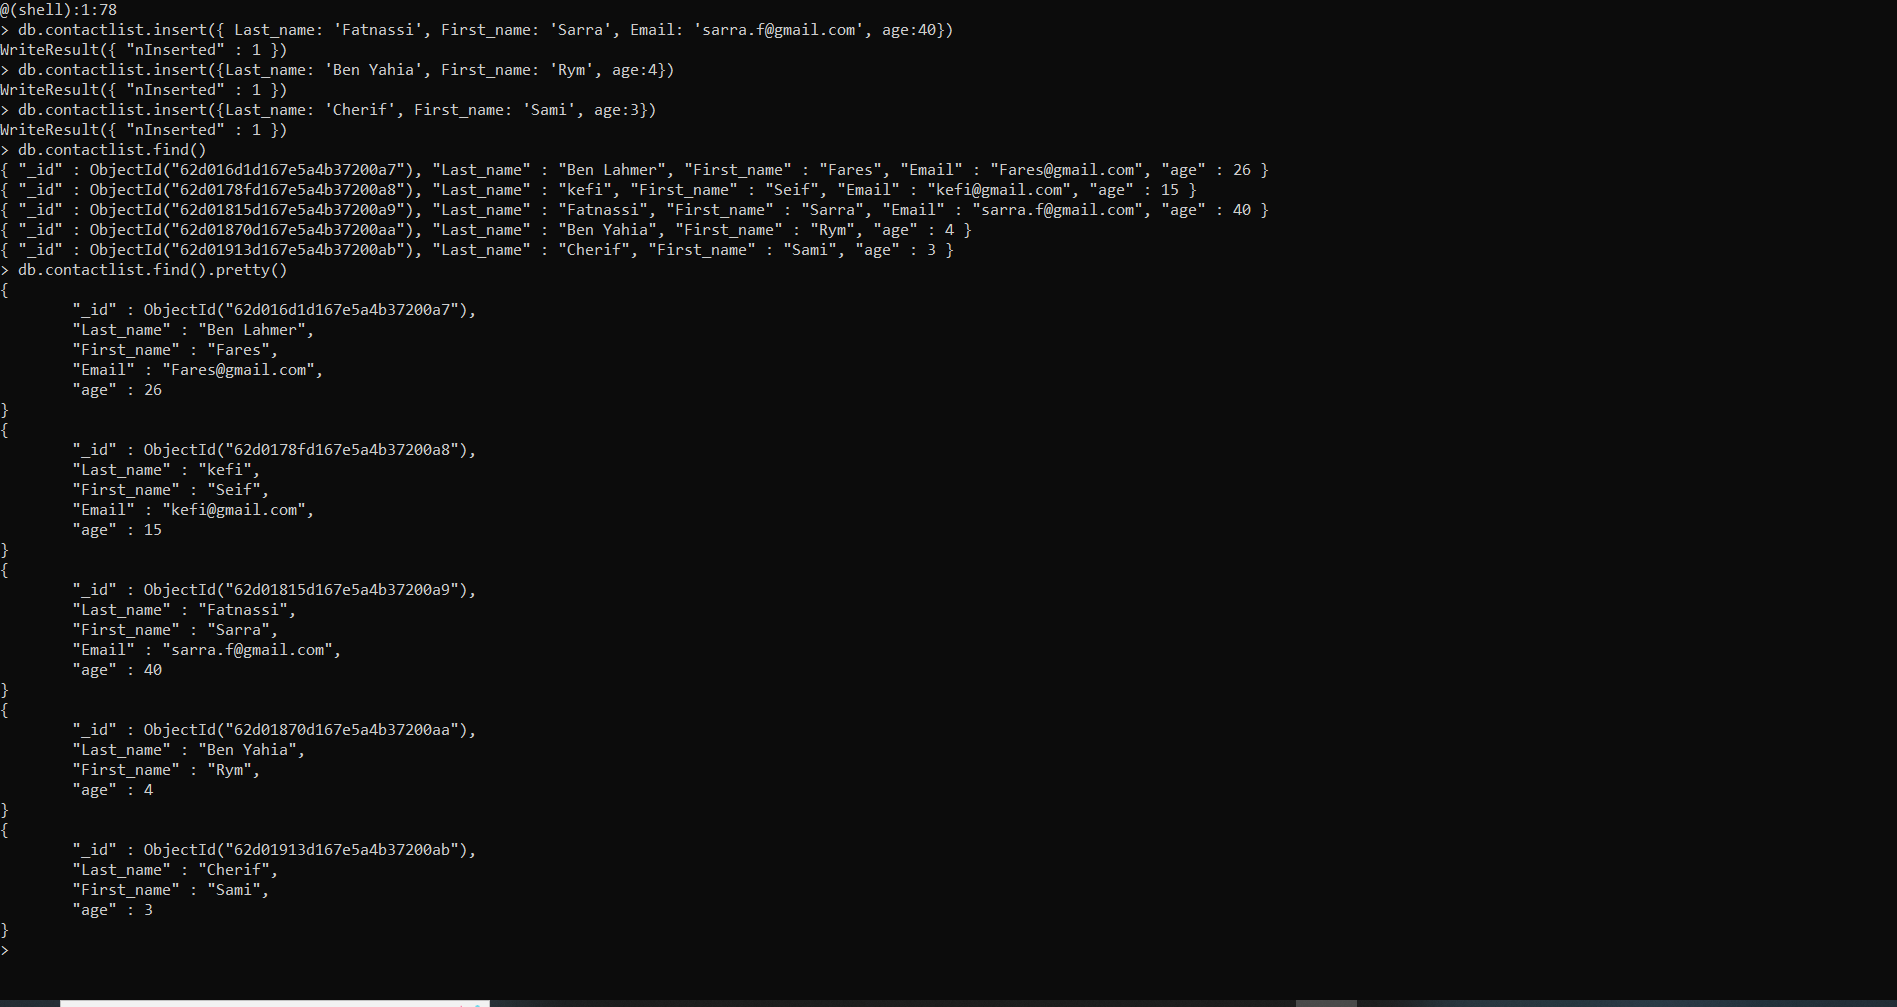 @(shell):1:78
> db.contactlist.insert({ Last_name: 'Fatnassi', First_name: 'Sarra', Email: 'sarra.f@gmail.com', age:40})
WriteResult({ "nInserted" : 1 })
> db.contactlist.insert({Last_name: 'Ben Yahia', First_name: 'Rym', age:4})
WriteResult({ "nInserted" : 1 })
> db.contactlist.insert({Last_name: 'Cherif', First_name: 'Sami', age:3})
WriteResult({ "nInserted" : 1 })
> db.contactlist.find()
{ "_id" : ObjectId("62d016d1d167e5a4b37200a7"), "Last_name" : "Ben Lahmer", "First_name" : "Fares", "Email" : "Fares@gmail.com", "age" : 26 }
{ "_id" : ObjectId("62d0178fd167e5a4b37200a8"), "Last_name" : "kefi", "First_name" : "Seif", "Email" : "kefi@gmail.com", "age" : 15 }
{ "_id" : ObjectId("62d01815d167e5a4b37200a9"), "Last_name" : "Fatnassi", "First_name" : "Sarra", "Email" : "sarra.f@gmail.com", "age" : 40 }
{ "_id" : ObjectId("62d01870d167e5a4b37200aa"), "Last_name" : "Ben Yahia", "First_name" : "Rym", "age" : 4 }
{ "_id" : ObjectId("62d01913d167e5a4b37200ab"), "Last_name" : "Cherif", "First_name" : "Sami", "age" : 3 }
> db.contactlist.find().pretty()
{
"_id" : ObjectId("62d016d1d167e5a4b37200a7"),
"Last_name" : "Ben Lahmer",
"First_name" : "Fares",
"Email" : "Fares@gmail.com",
"age" : 26
}
{
"_id" : ObjectId("62d0178fd167e5a4b37200a8"),
"Last_name" : "kefi",
"First_name" : "Seif",
"Email" : "kefi@gmail.com",
"age" : 15
}
{
"_id" : ObjectId("62d01815d167e5a4b37200a9"),
"Last_name" : "Fatnassi",
"First_name" : "Sarra",
"Email" : "sarra.f@gmail.com",
"age" : 40
}
{
"_id" : ObjectId("62d01870d167e5a4b37200aa"),
"Last_name" : "Ben Yahia",
"First_name" : "Rym",
"age" : 4
}
{
"_id" : ObjectId("62d01913d167e5a4b37200ab"),
"Last_name" : "Cherif",
"First_name" : "Sami",
"age" : 3
}
>